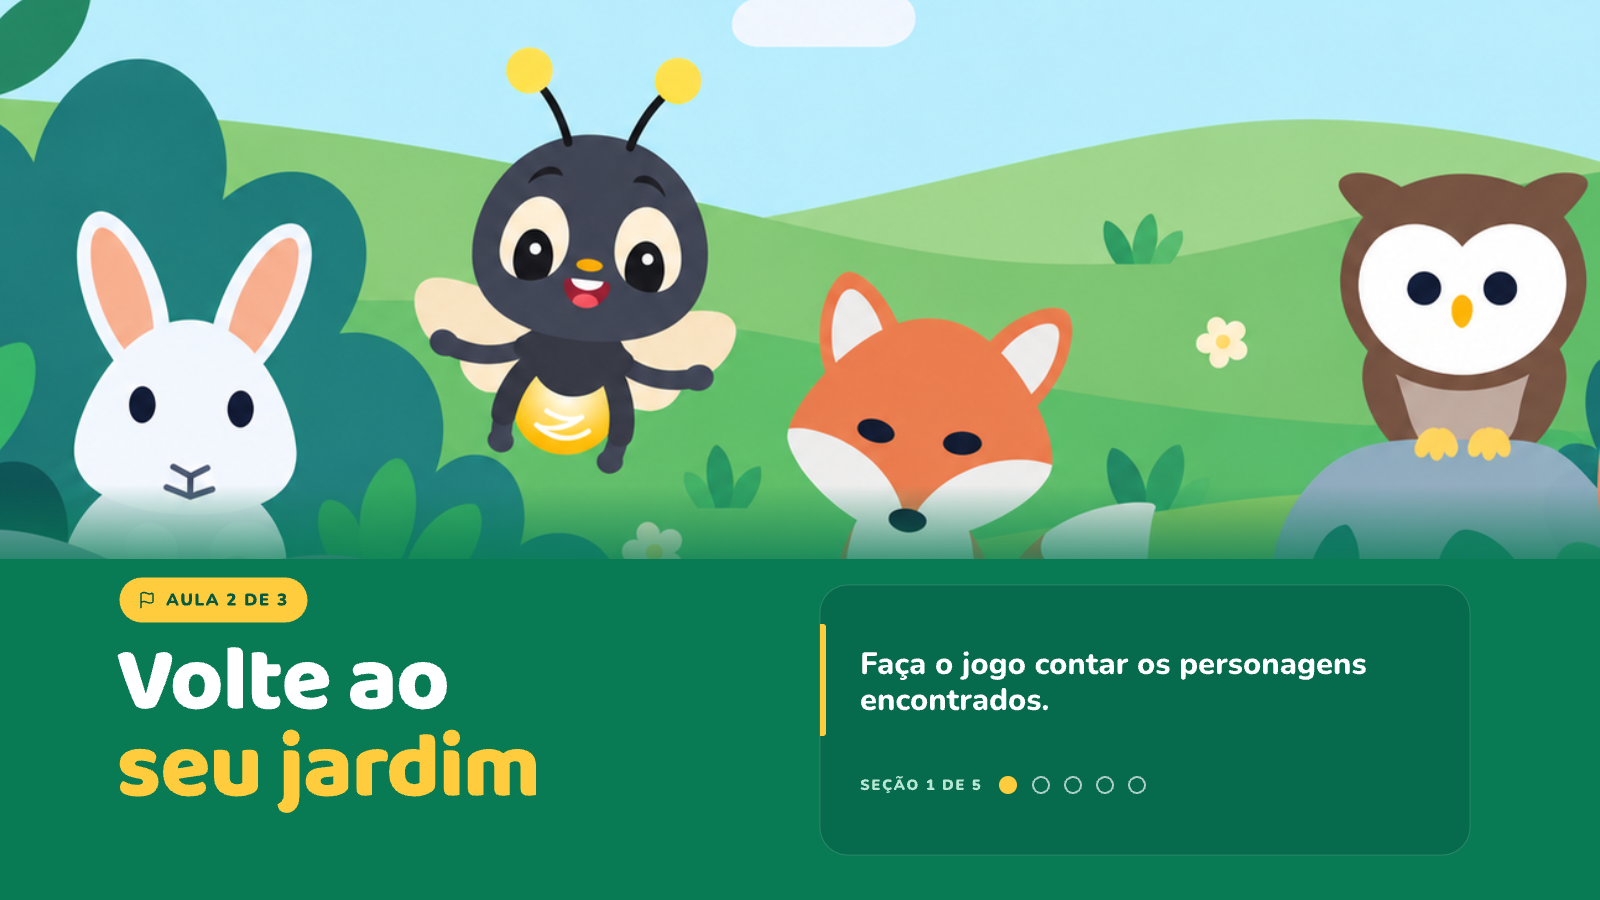 AULA 2 DE 3
Volte ao
seu jardim
Faça o jogo contar os personagens
encontrados.
SEÇÃO 1 DE 5